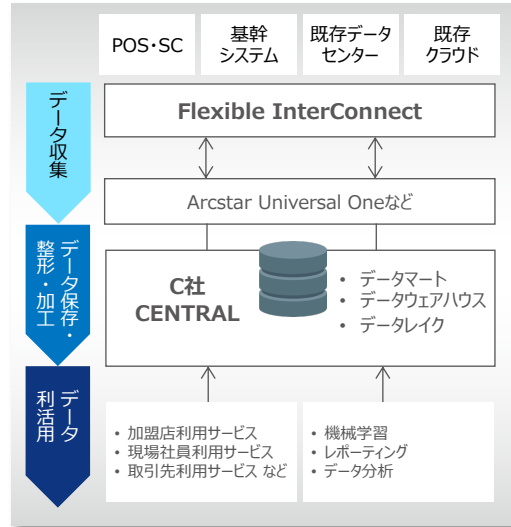 POS・SC
基幹
システム
既存データ
センター
既存
クラウド
データ収集
Flexible InterConnect
Arcstar Universal Oneなど
データ保存・
整形・加工
C社
CENTRAL
• データマート
• データウェアハウス
• データレイク
データ
利活用
• 加盟店利用サービス
• 現場社員利用サービス
• 取引先利用サービス など
• 機械学習
• レポーティング
• データ分析